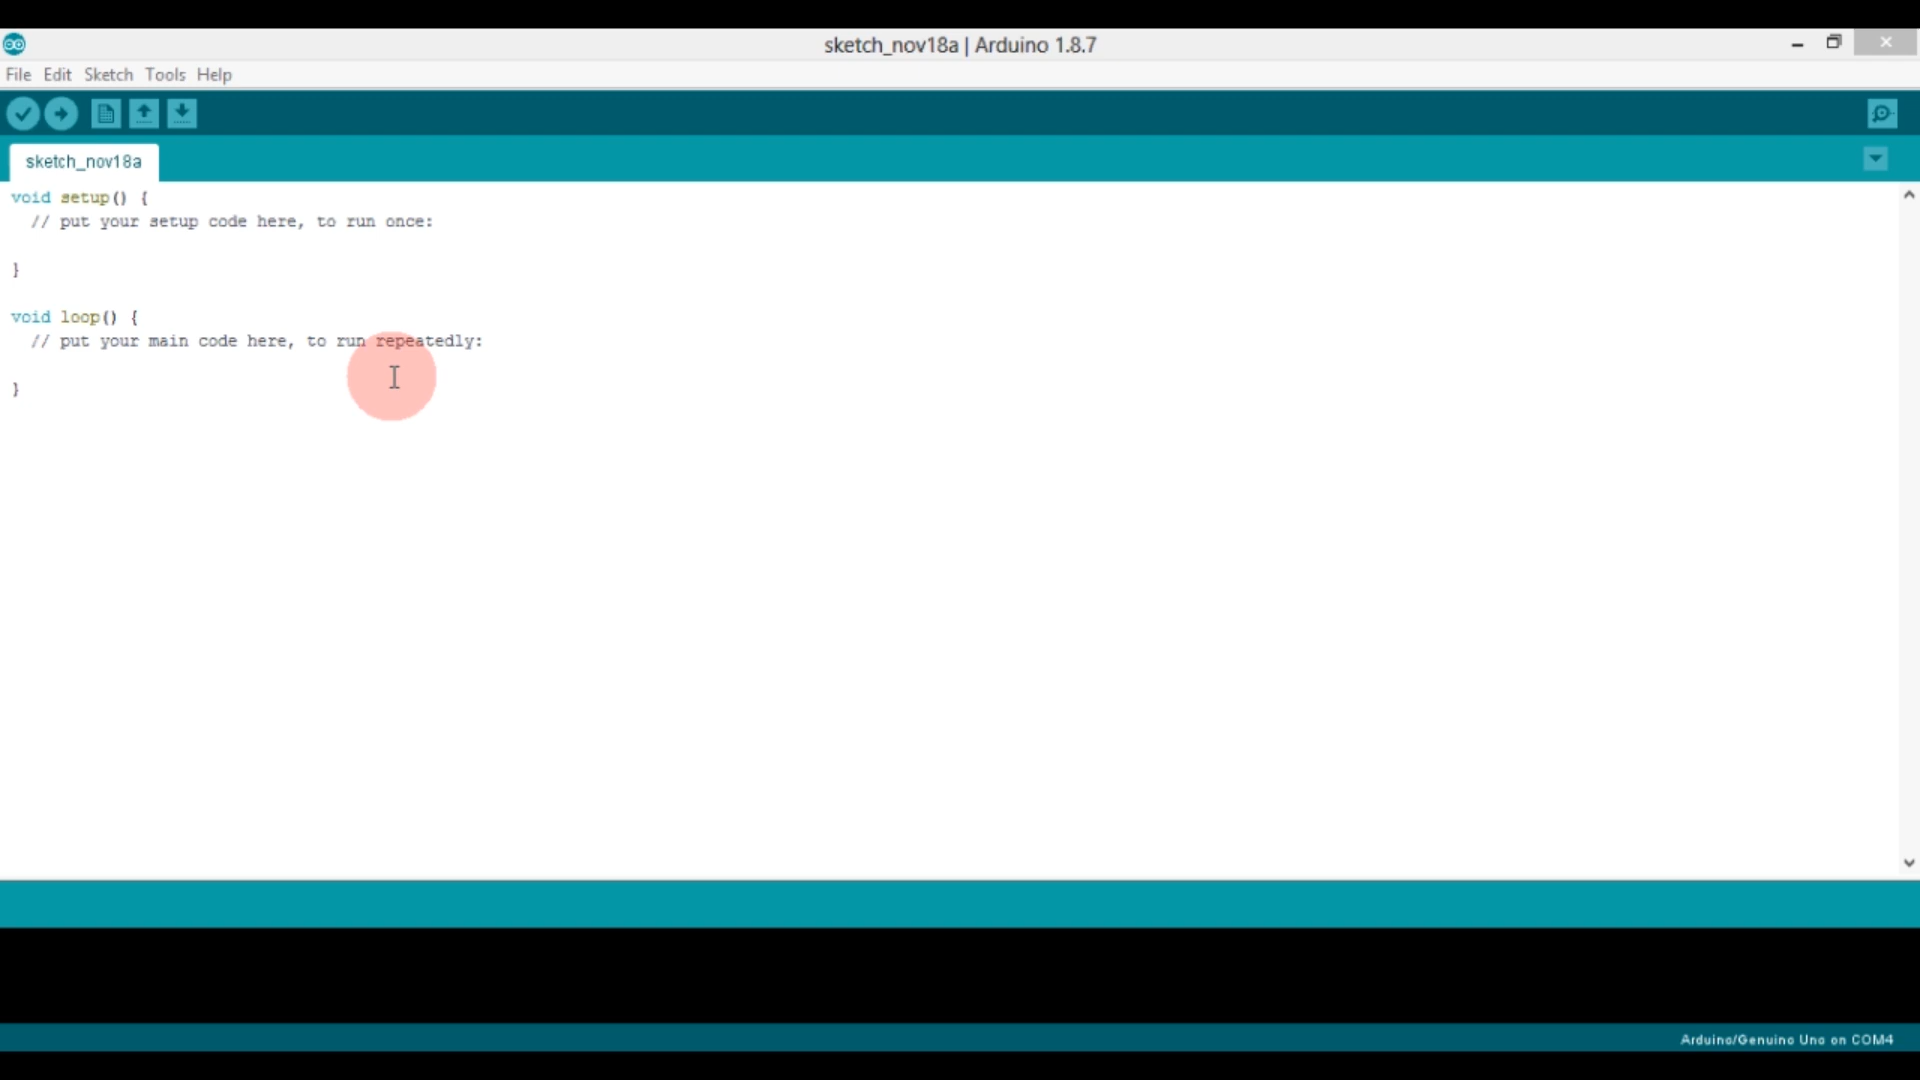 sketch_nov18a | Arduino 1.8.7
File Edit Sketch Tools Help
sketch_nov18a
void setup() {
// put your setup code here, to run once:
}
void loop() {
// put your main code here, to run repeatedly:
}
Arduino/Genuino Uno on COM4